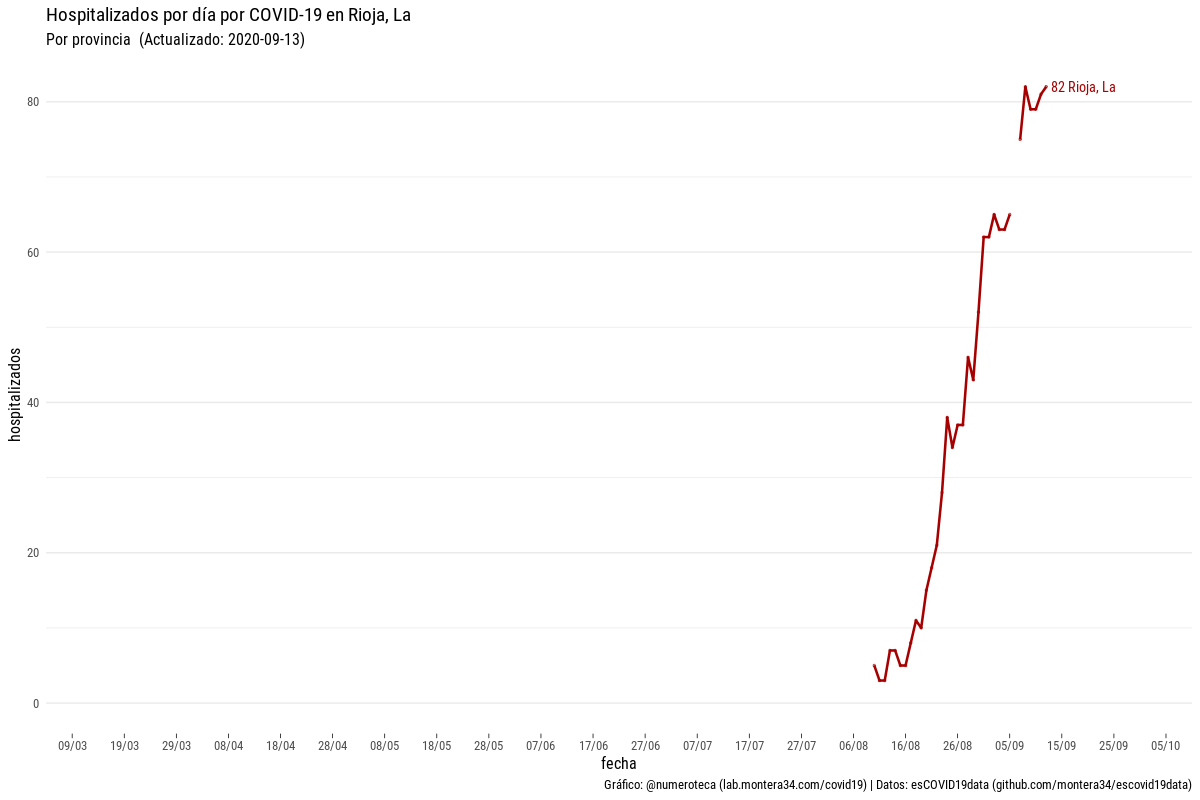 Hospitalizados por día por COVID-19 en Rioja, La
Por provincia  (Actualizado: 2020-09-13)
82 Rioja, La
80
60
40
20
0
hospitalizados
09/03 19/03 29/03 08/04 18/04 28/04 08/05 18/05 28/05 07/06 17/06 27/06 07/07 17/07 27/07 06/08 16/08 26/08 05/09 15/09 25/09 05/10
fecha
Gráfico: @numeroteca (lab.montera34.com/covid19) | Datos: esCOVID19data (github.com/montera34/escovid19data)